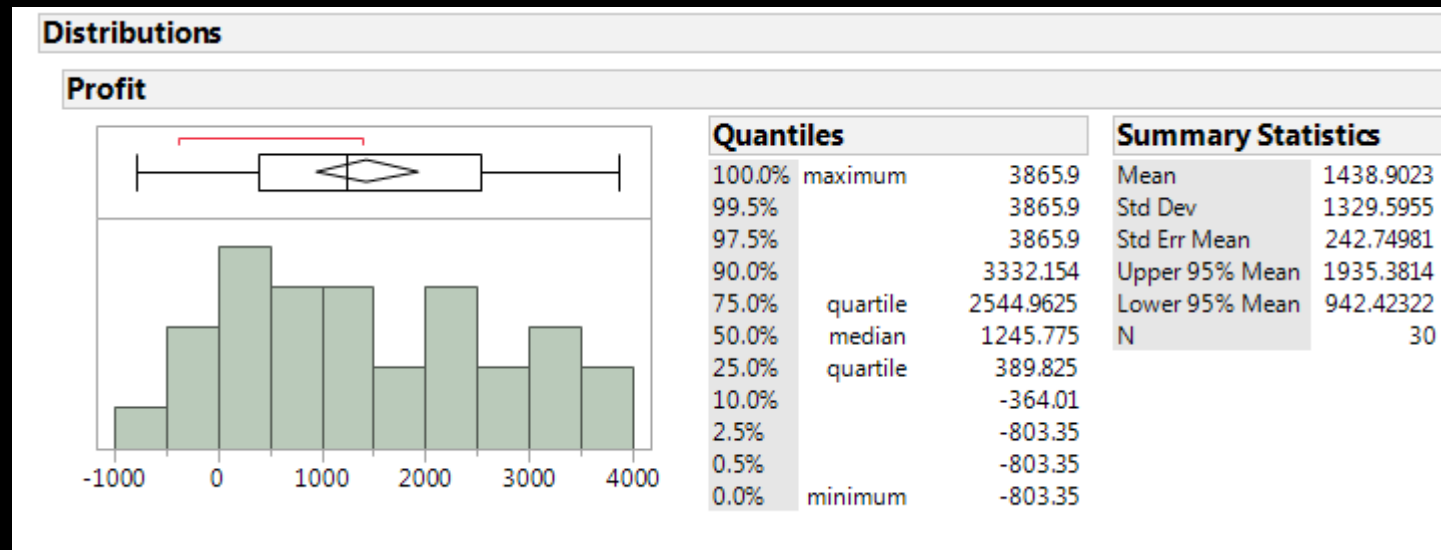 Distributions
Profit
-1000 0 1000 2000 3000 4000
Quantiles
100.0% maximum 3865.9
99.5% 3865.9
97.5% 3865.9
90.0% 3332.154
75.0% quartile 2544.9625
50.0% median 1245.775
25.0% quartile 389.825
10.0% -364.01
2.5% -803.35
0.5% -803.35
0.0% minimum -803.35
Summary Statistics
Mean 1438.9023
Std Dev 1329.5955
Std Err Mean 242.74981
Upper 95% Mean 1935.3814
Lower 95% Mean 942.42322
N 30